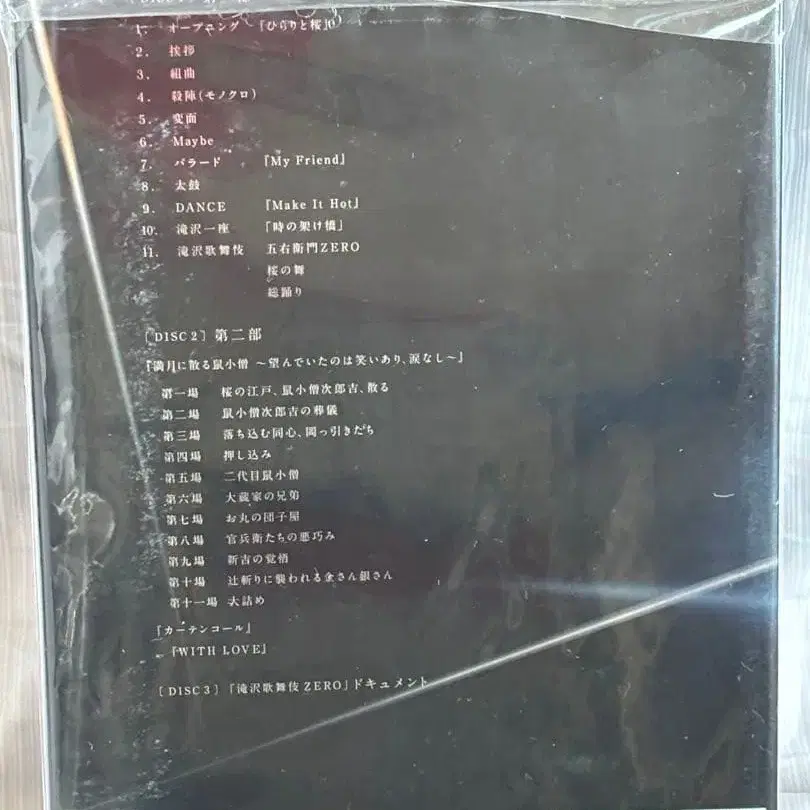 1. オープニング 『ひらりと桜』
2. 挨拶
3. 組曲
4. 殺陣(モノクロ)
5. 変面
6. Maybe
7. バラード 『My Friend』
8. 太鼓
9. DANCE 『Make It Hot』
10. 滝沢一座 「時の架け橋」
11. 滝沢歌舞伎 五右衛門ZERO
桜の舞
総踊り
[DISC 2] 第二部
『満月に散る鼠小僧 ～望んでいたのは笑いあり、涙なし～』
第一場 桜の江戸、鼠小僧次郎吉、散る
第二場 鼠小僧次郎吉の葬儀
第三場 落ち込む同心、岡っ引きたち
第四場 押し込み
第五場 二代目鼠小僧
第六場 大蔵家の兄弟
第七場 お丸の団子屋
第八場 官兵衛たちの悪巧み
第九場 新吉の覚悟
第十場 辻斬りに襲われる金さん銀さん
第十一場 大詰め
『カーテンコール』
『WITH LOVE』
[DISC 3] 『滝沢歌舞伎 ZERO』ドキュメント